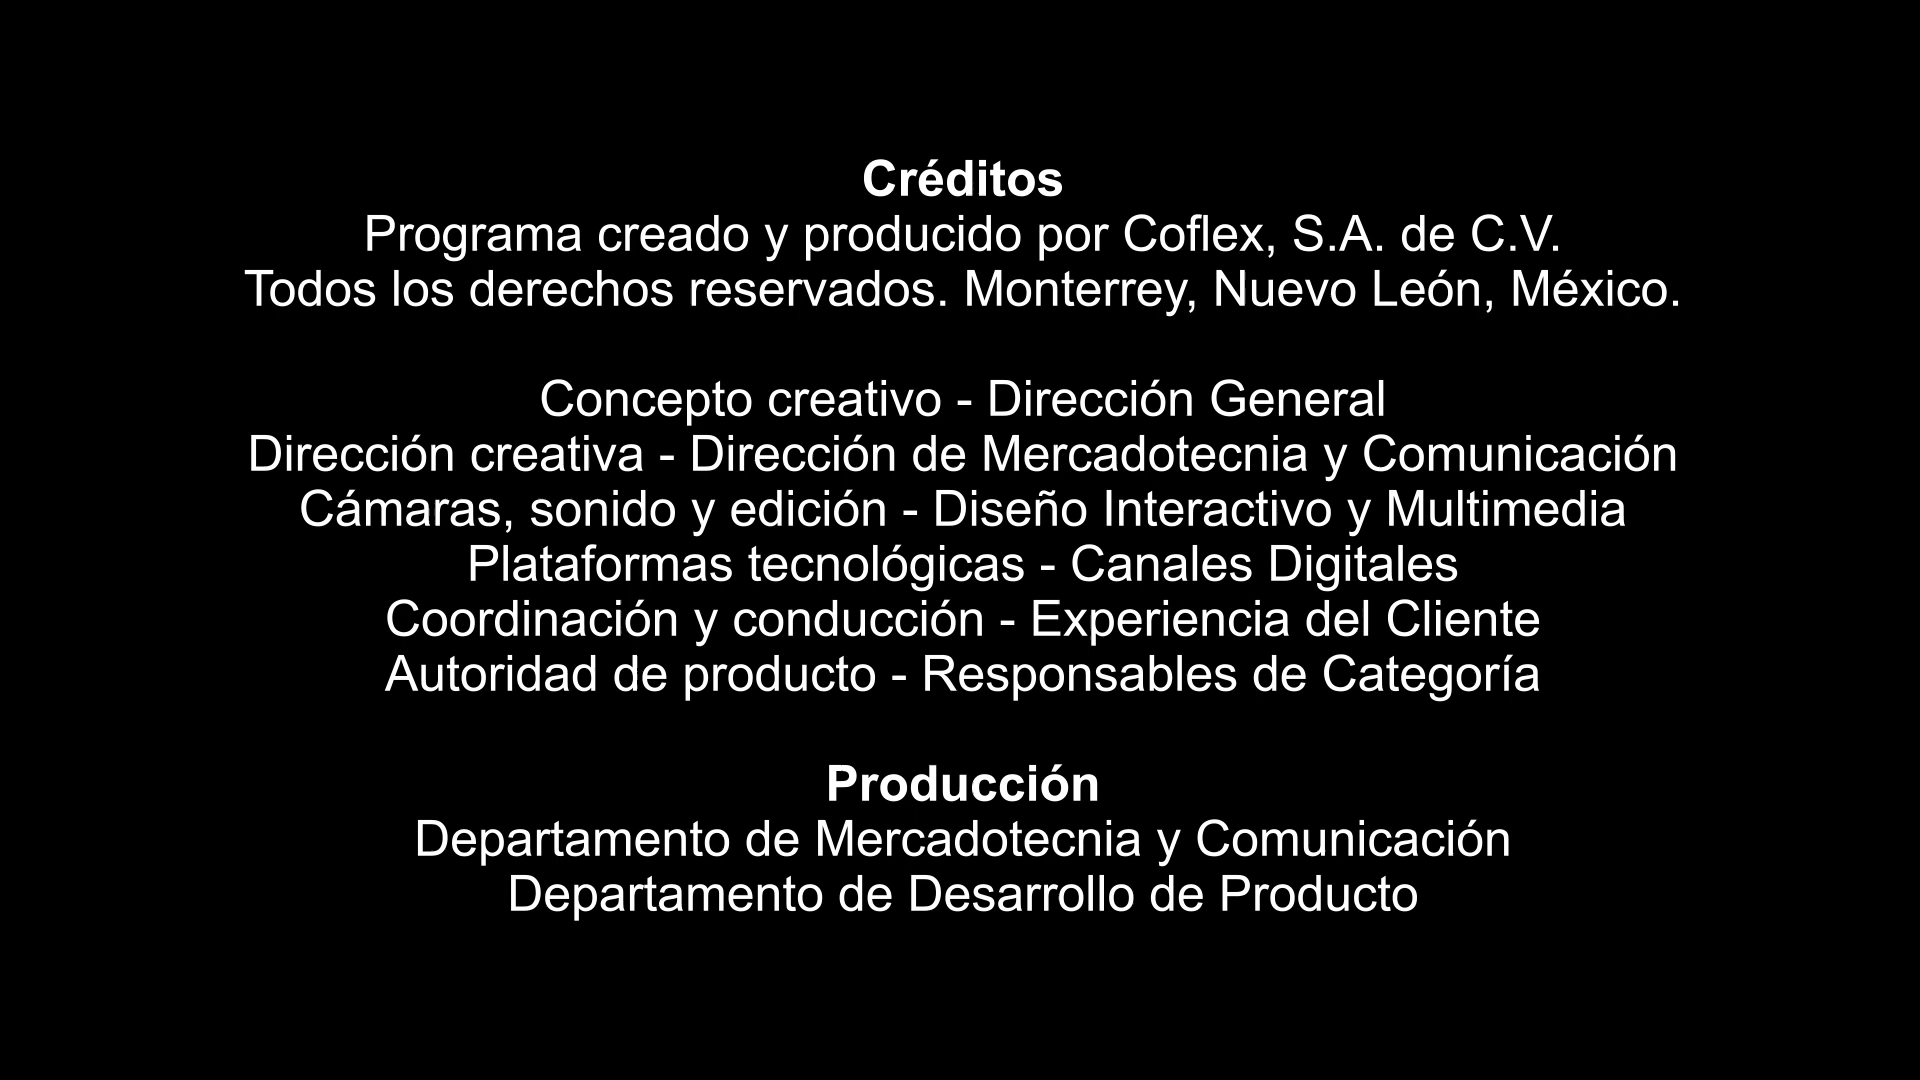 Créditos
Programa creado y producido por Coflex, S.A. de C.V.
Todos los derechos reservados. Monterrey, Nuevo León, México.
Concepto creativo - Dirección General
Dirección creativa - Dirección de Mercadotecnia y Comunicación
Cámaras, sonido y edición - Diseño Interactivo y Multimedia
Plataformas tecnológicas - Canales Digitales
Coordinación y conducción - Experiencia del Cliente
Autoridad de producto - Responsables de Categoría
Producción
Departamento de Mercadotecnia y Comunicación
Departamento de Desarrollo de Producto